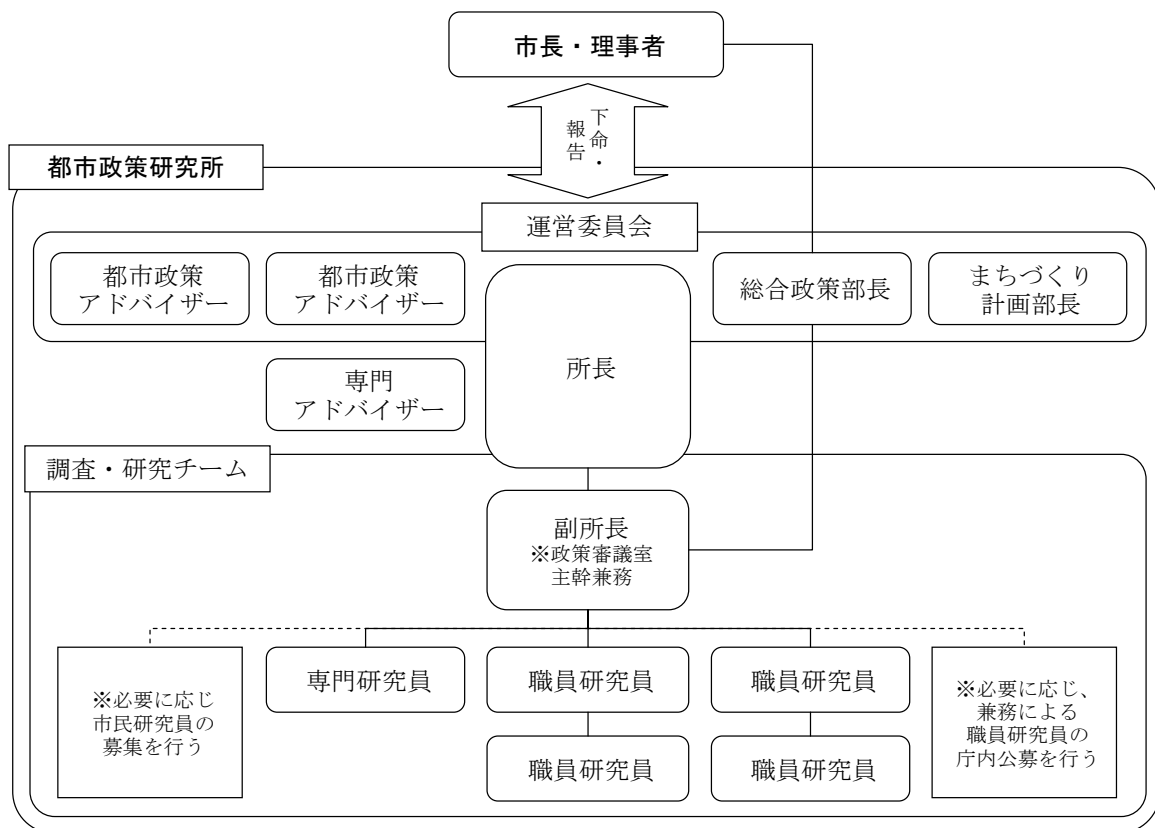 市長・理事者
下命・
報告
都市政策研究所
運営委員会
都市政策
アドバイザー
都市政策
アドバイザー
総合政策部長
まちづくり
計画部長
所長
専門
アドバイザー
調査・研究チーム
副所長
※政策審議室
主幹兼務
※必要に応じ
市民研究員の
募集を行う
専門研究員
職員研究員
職員研究員
※必要に応じ、
兼務による
職員研究員の
庁内公募を行う
職員研究員
職員研究員